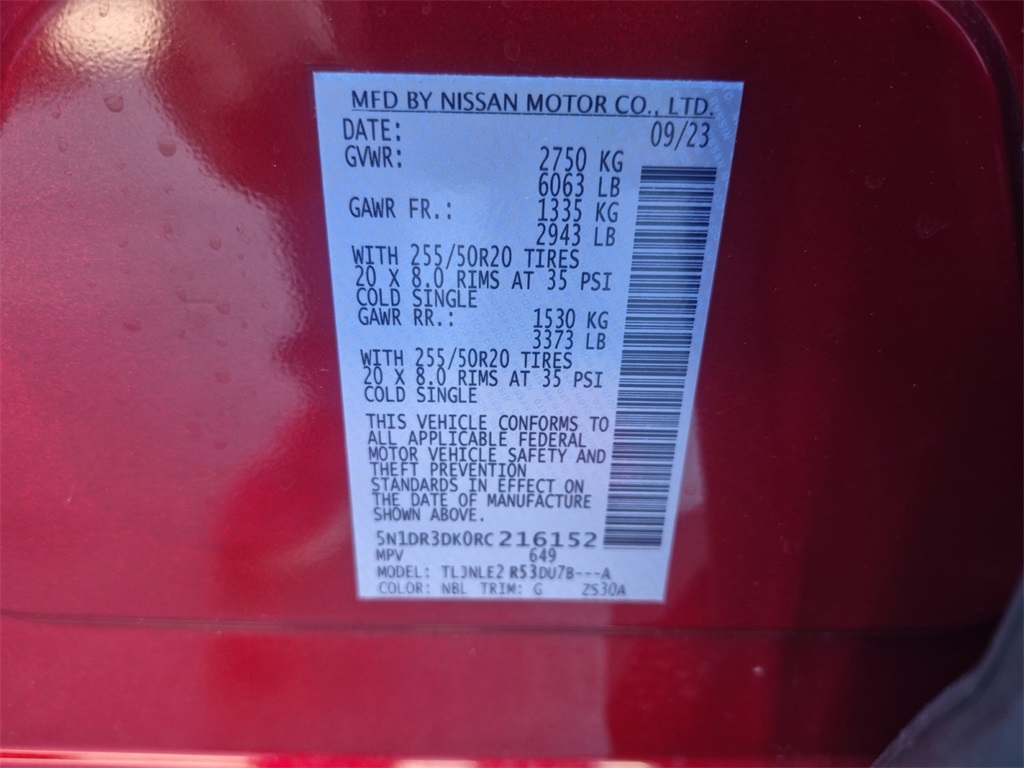 MFD BY NISSAN MOTOR CO., LTD.
DATE: 09/23
GVWR: 2750 KG
6063 LB
GAWR FR.: 1335 KG
2943 LB
WITH 255/50R20 TIRES
20 X 8.0 RIMS AT 35 PSI
COLD SINGLE
GAWR RR.: 1530 KG
3373 LB
WITH 255/50R20 TIRES
20 X 8.0 RIMS AT 35 PSI
COLD SINGLE
THIS VEHICLE CONFORMS TO
ALL APPLICABLE FEDERAL
MOTOR VEHICLE SAFETY AND
THEFT PREVENTION
STANDARDS IN EFFECT ON
THE DATE OF MANUFACTURE
SHOWN ABOVE.
5N1DR3DK0RC216152
MPV 649
MODEL: TLJNLE2 R53DU7B---A
COLOR: NBL TRIM: G ZS30A